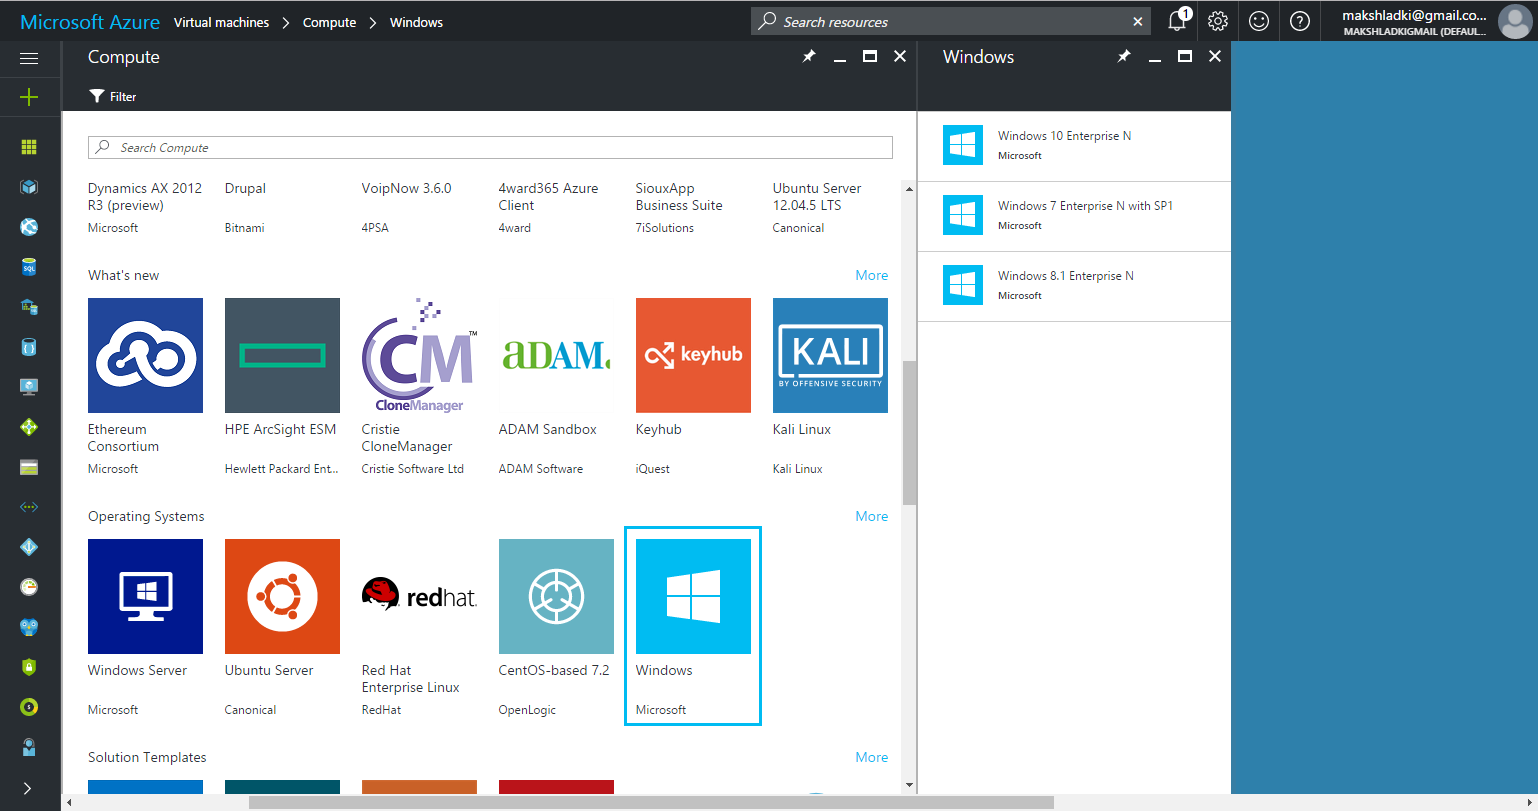 Microsoft Azure Virtual machines Compute Windows
Search resources
1
makshladki@gmail.co...
MAKSHLADKIGMAIL (DEFAUL...
Compute
Filter
Search Compute
Dynamics AX 2012 R3 (preview)
Microsoft
Drupal
Bitnami
VoipNow 3.6.0
4PSA
4ward365 Azure Client
4ward
SiouxApp Business Suite
7iSolutions
Ubuntu Server 12.04.5 LTS
Canonical
What's new
More
Ethereum Consortium
Microsoft
HPE ArcSight ESM
Hewlett Packard Ent...
CM™
CloneManager
Cristie CloneManager
Cristie Software Ltd
ADAM.
ADAM Sandbox
ADAM Software
keyhub
Keyhub
iQuest
KALI
BY OFFENSIVE SECURITY
Kali Linux
Kali Linux
Operating Systems
More
Windows Server
Microsoft
Ubuntu Server
Canonical
redhat.
Red Hat Enterprise Linux
RedHat
CentOS-based 7.2
OpenLogic
Windows
Microsoft
Solution Templates
More
Windows
Windows 10 Enterprise N
Microsoft
Windows 7 Enterprise N with SP1
Microsoft
Windows 8.1 Enterprise N
Microsoft
SQL